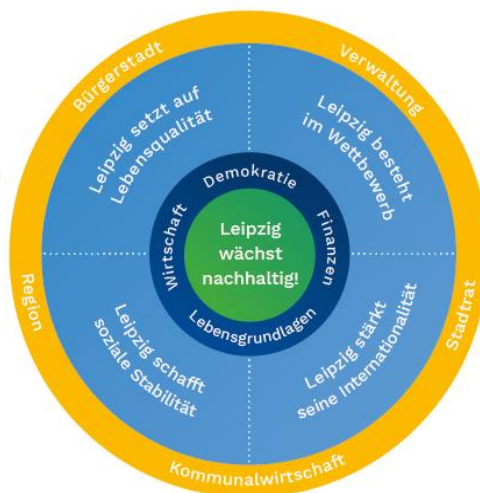 Bürgerstadt
Verwaltung
Leipzig setzt auf
Lebensqualität
Leipzig besteht
im Wettbewerb
Demokratie
Wirtschaft
Finanzen
Leipzig
wächst
nachhaltig!
Lebensgrundlagen
Region
Stadtrat
Leipzig schafft
soziale Stabilität
Leipzig stärkt
seine Internationalität
Kommunalwirtschaft